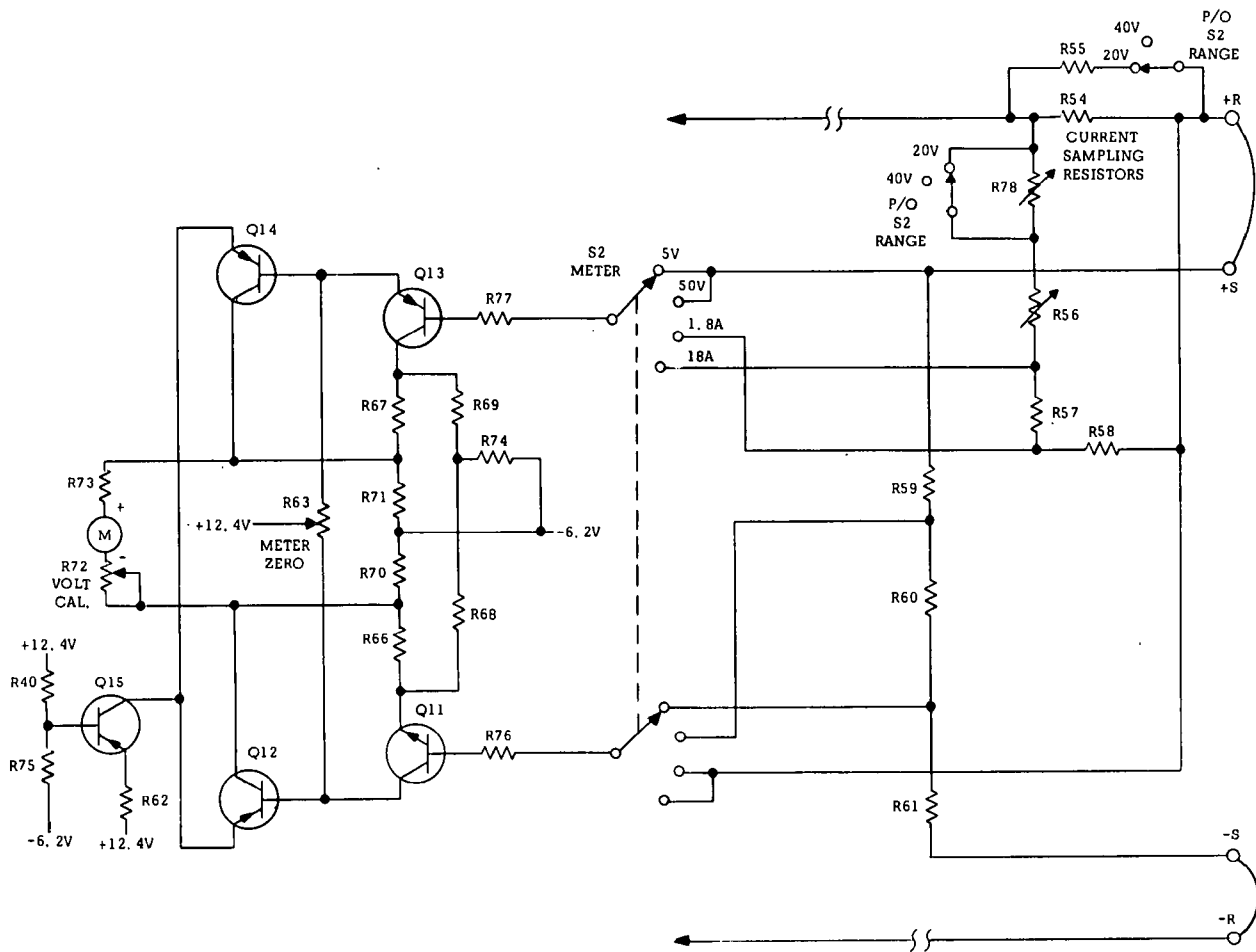 P/O
S2
RANGE
40V
20V
R55
R54
+R
CURRENT
SAMPLING
RESISTORS
20V
40V
P/O
S2
RANGE
R78
Q14
Q13
S2
METER
5V
50V
1.8A
18A
+S
R77
R56
R67
R69
R57
R74
R58
R73
R71
R63
R59
+
+12.4V
-6.2V
M
METER
ZERO
-
R72
VOLT
CAL.
R70
R60
R68
R66
+12.4V
R40
Q15
Q11
R76
R75
Q12
R62
R61
-6.2V
+12.4V
-S
-R